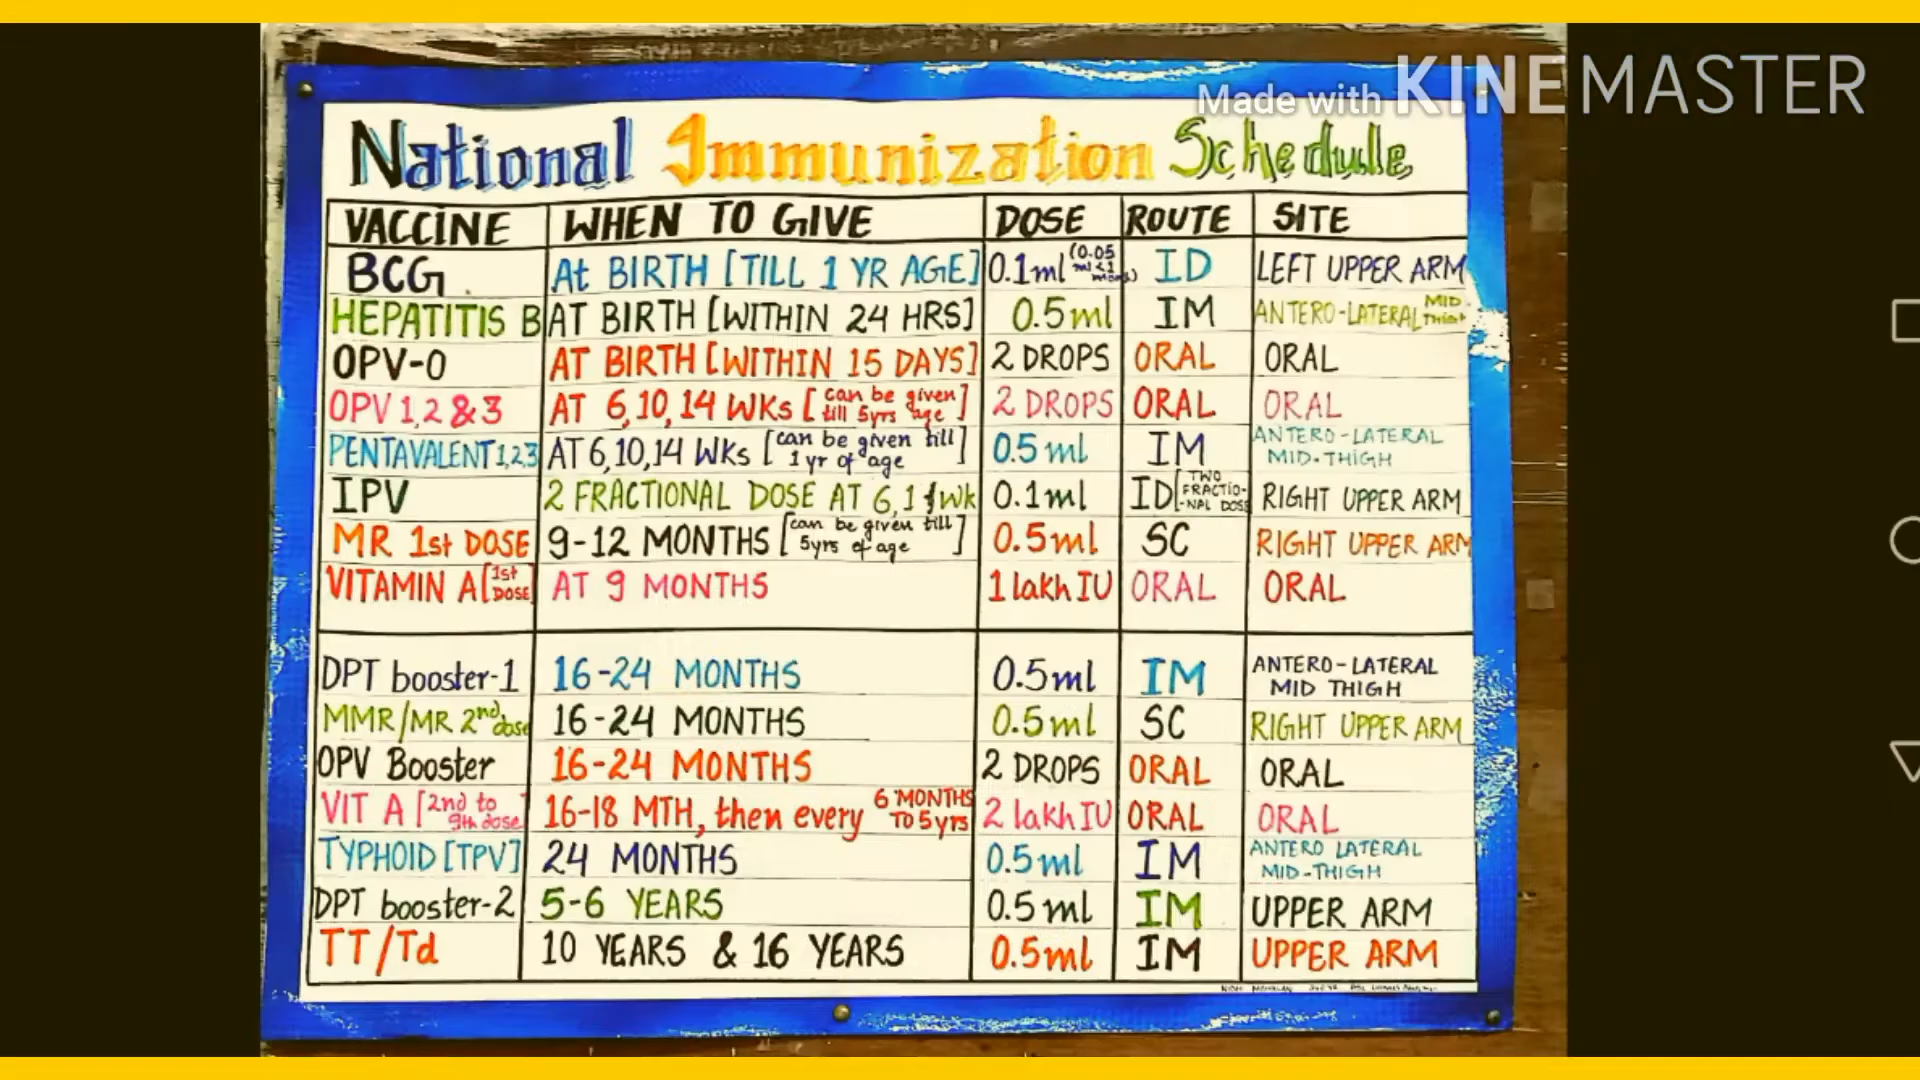 Made with KINEMASTER
National Immunization Schedule
VACCINE WHEN TO GIVE DOSE ROUTE SITE
BCG At BIRTH [TILL 1 YR AGE] 0.1ml (0.05 ml <1 month) ID LEFT UPPER ARM
HEPATITIS B AT BIRTH [WITHIN 24 HRS] 0.5ml IM ANTERO-LATERAL MID-THIGH
OPV-0 AT BIRTH [WITHIN 15 DAYS] 2 DROPS ORAL ORAL
OPV 1,2 & 3 AT 6,10,14 WKs [can be given till 5yrs age] 2 DROPS ORAL ORAL
PENTAVALENT 1,2,3 AT 6,10,14 WKs [can be given till 1 yr of age] 0.5 ml IM ANTERO-LATERAL MID-THIGH
IPV 2 FRACTIONAL DOSE AT 6,14 WK 0.1ml ID [TWO FRACTIO-NAL DOSE RIGHT UPPER ARM
MR 1st DOSE 9-12 MONTHS [can be given till 5yrs of age] 0.5ml SC RIGHT UPPER ARM
VITAMIN A [1st DOSE] AT 9 MONTHS 1 lakh IU ORAL ORAL
DPT booster-1 16-24 MONTHS 0.5ml IM ANTERO-LATERAL MID THIGH
MMR/MR 2nd dose 16-24 MONTHS 0.5ml SC RIGHT UPPER ARM
OPV Booster 16-24 MONTHS 2 DROPS ORAL ORAL
VIT A [2nd to 9th dose] 16-18 MTH, then every 6 MONTHS TO 5 yrs 2 lakh IU ORAL ORAL
TYPHOID [TPV] 24 MONTHS 0.5ml IM ANTERO LATERAL MID-THIGH
DPT booster-2 5-6 YEARS 0.5 ml IM UPPER ARM
TT/Td 10 YEARS & 16 YEARS 0.5ml IM UPPER ARM